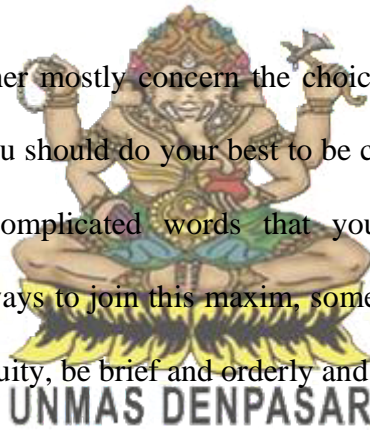 mostly concern the choic
u should do your best to be c
omplicated words that you
ays to join this maxim, some
uity, be brief and orderly and
UNMAS DENPASAR